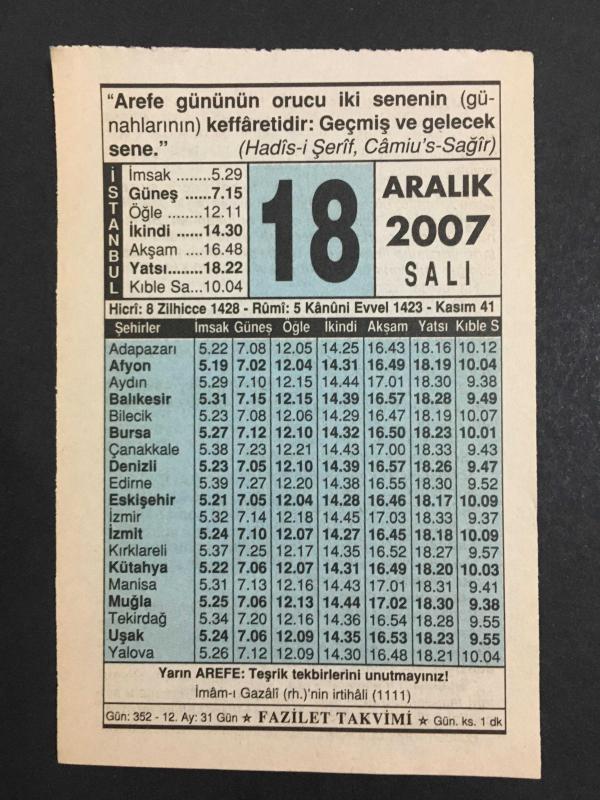 “Arefe gününün orucu iki senenin (gü-
nahlarının) keffâretidir: Geçmiş ve gelecek
sene.” (Hadîs-i Şerîf, Câmiu’s-Sağîr)
İSTANBUL
İmsak ........5.29
Güneş ......7.15
Öğle ........12.11
İkindi ......14.30
Akşam ....16.48
Yatsı........18.22
Kıble Sa...10.04
18
ARALIK
2007
SALI
Hicrî: 8 Zilhicce 1428 - Rûmî: 5 Kânûni Evvel 1423 - Kasım 41
Şehirler İmsak Güneş Öğle İkindi Akşam Yatsı Kıble S
Adapazarı 5.22 7.08 12.05 14.25 16.43 18.16 10.12
Afyon 5.19 7.02 12.04 14.31 16.49 18.19 10.04
Aydın 5.29 7.10 12.15 14.44 17.01 18.30 9.38
Balıkesir 5.31 7.15 12.15 14.39 16.57 18.28 9.49
Bilecik 5.23 7.08 12.06 14.29 16.47 18.19 10.07
Bursa 5.27 7.12 12.10 14.32 16.50 18.23 10.01
Çanakkale 5.38 7.23 12.21 14.43 17.00 18.33 9.43
Denizli 5.23 7.05 12.10 14.39 16.57 18.26 9.47
Edirne 5.39 7.27 12.20 14.38 16.55 18.30 9.52
Eskişehir 5.21 7.05 12.04 14.28 16.46 18.17 10.09
İzmir 5.32 7.14 12.18 14.45 17.03 18.33 9.37
İzmit 5.24 7.10 12.07 14.27 16.45 18.18 10.09
Kırklareli 5.37 7.25 12.17 14.35 16.52 18.27 9.57
Kütahya 5.22 7.06 12.07 14.31 16.49 18.20 10.03
Manisa 5.31 7.13 12.16 14.43 17.01 18.31 9.41
Muğla 5.25 7.06 12.13 14.44 17.02 18.30 9.38
Tekirdağ 5.34 7.20 12.16 14.36 16.54 18.28 9.55
Uşak 5.24 7.06 12.09 14.35 16.53 18.23 9.55
Yalova 5.26 7.12 12.09 14.30 16.48 18.21 10.04
Yarın AREFE: Teşrik tekbirlerini unutmayınız!
İmâm-ı Gazâlî (rh.)’nin irtihâli (1111)
Gün: 352 - 12. Ay: 31 Gün ★ FAZİLET TAKVİMİ ★ Gün. ks. 1 dk